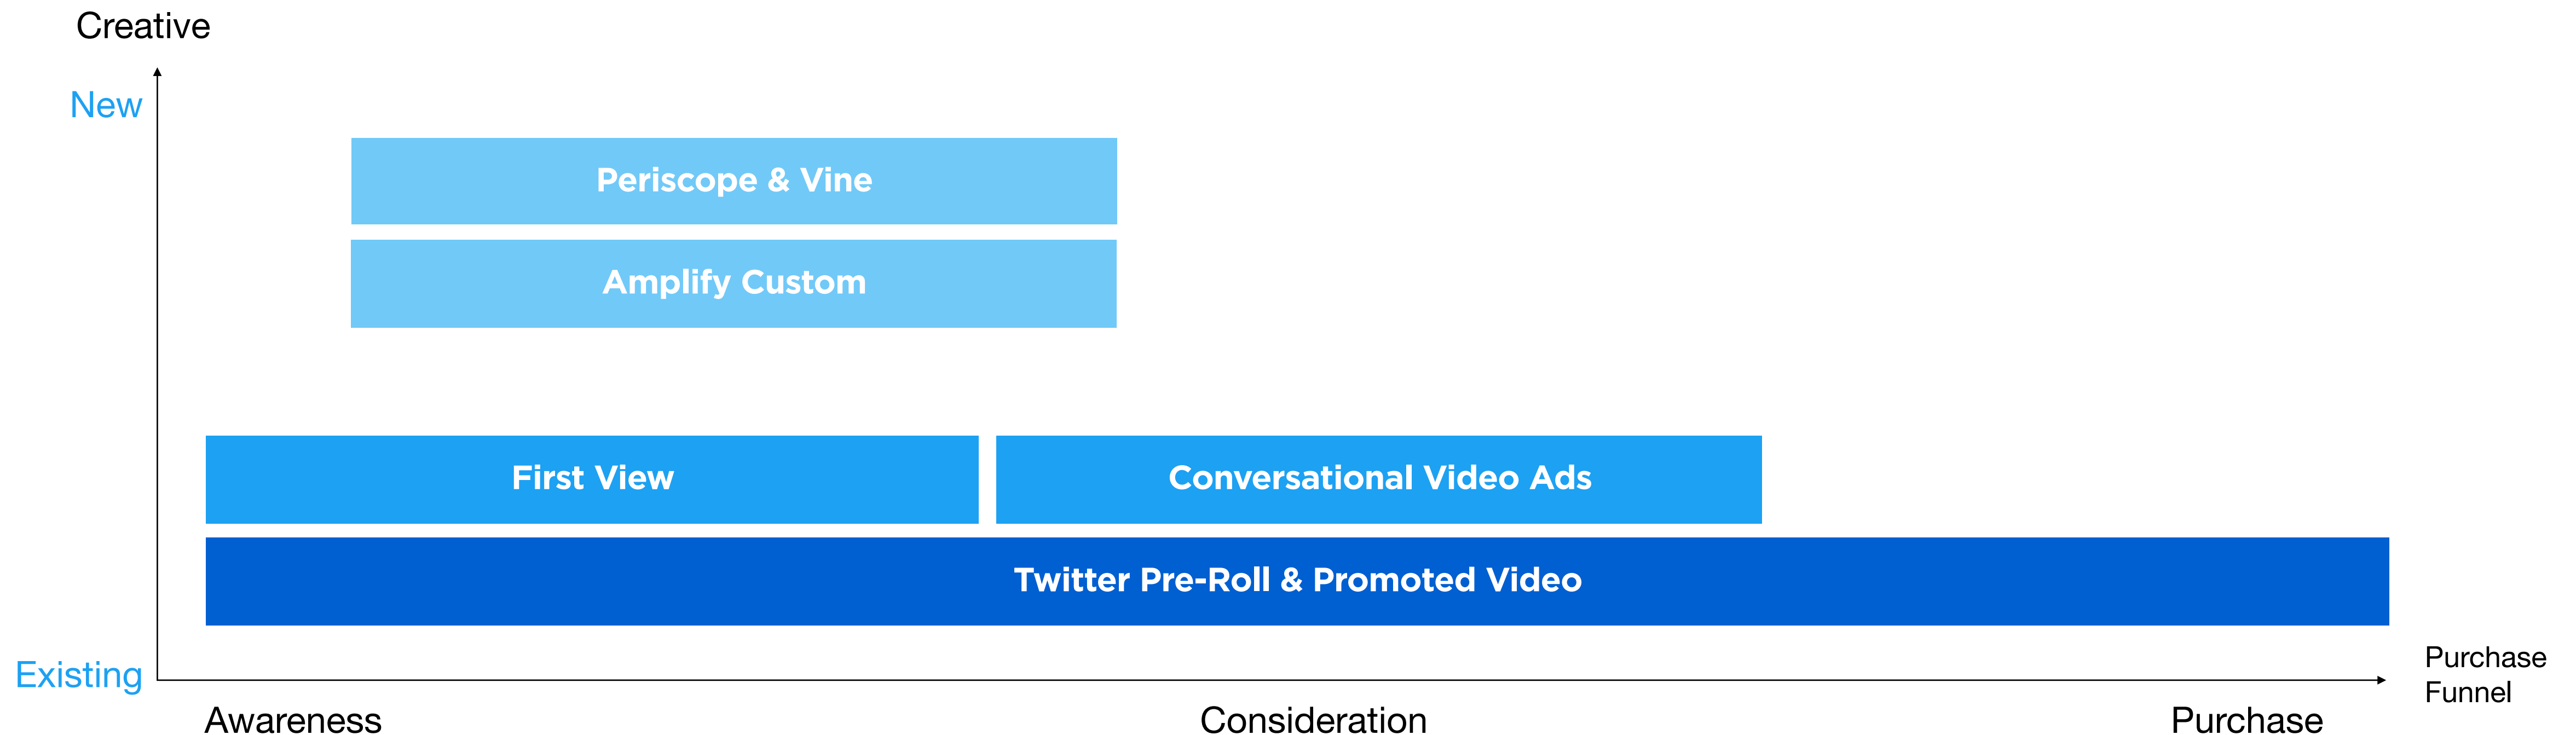 Creative
New
Periscope & Vine
Amplify Custom
First View
Conversational Video Ads
Twitter Pre-Roll & Promoted Video
Existing
Purchase
Funnel
Awareness
Consideration
Purchase